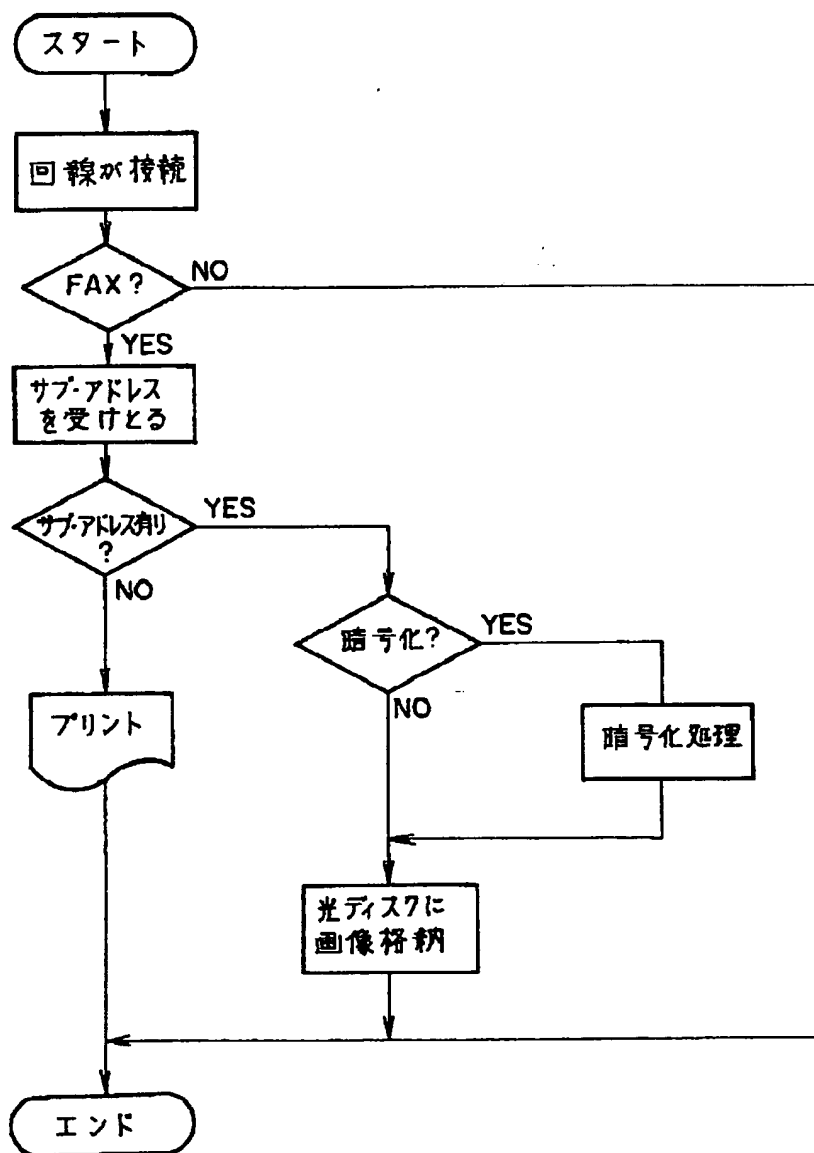 スタート
回線が接続
FAX?
NO
YES
サブ・アドレス
を受けとる
サブ・アドレス有り
?
YES
NO
暗号化?
YES
NO
プリント
暗号化処理
光ディスクに
画像格納
エンド